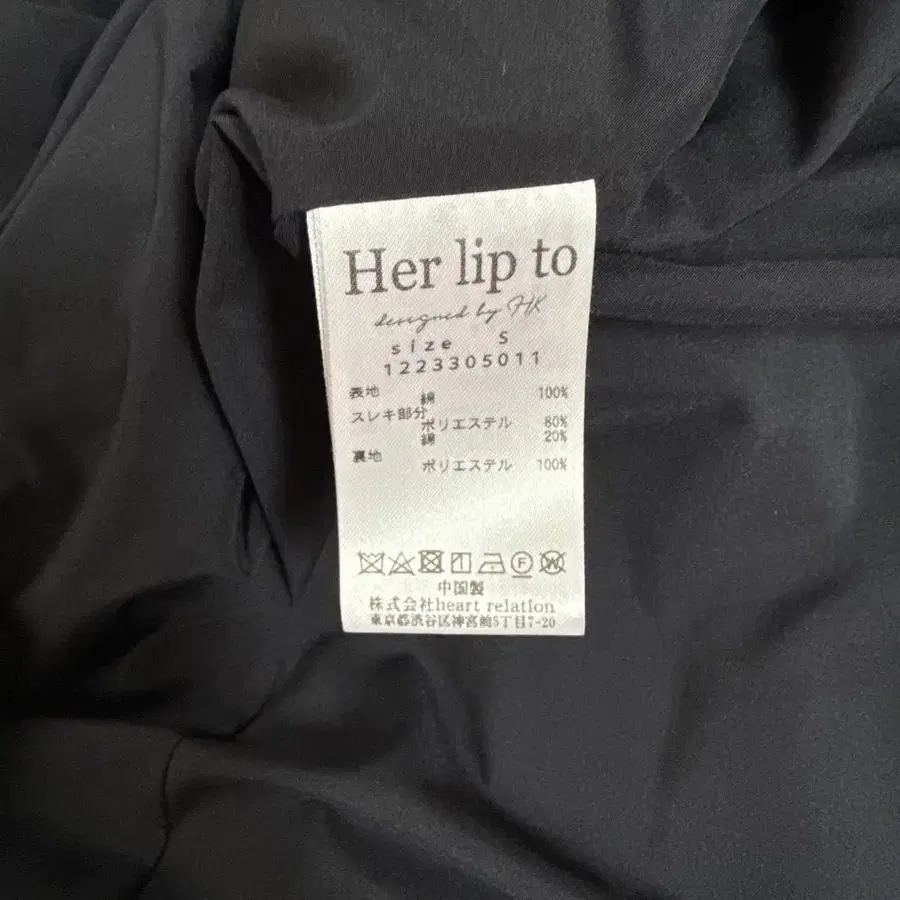 Her lip to
designed by HK
size S
1223305011
表地 綿 100%
スレキ部分 ポリエステル 80%
綿 20%
裏地 ポリエステル 100%
F W
中国製
株式会社heart relation
東京都渋谷区神宮前5丁目7-20